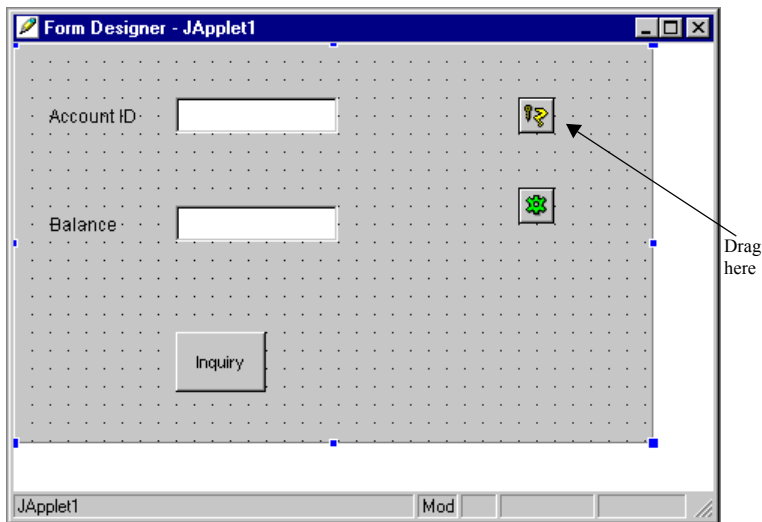 Form Designer - JApplet1
Account ID
Balance
Drag
here
Inquiry
JApplet1 Mod